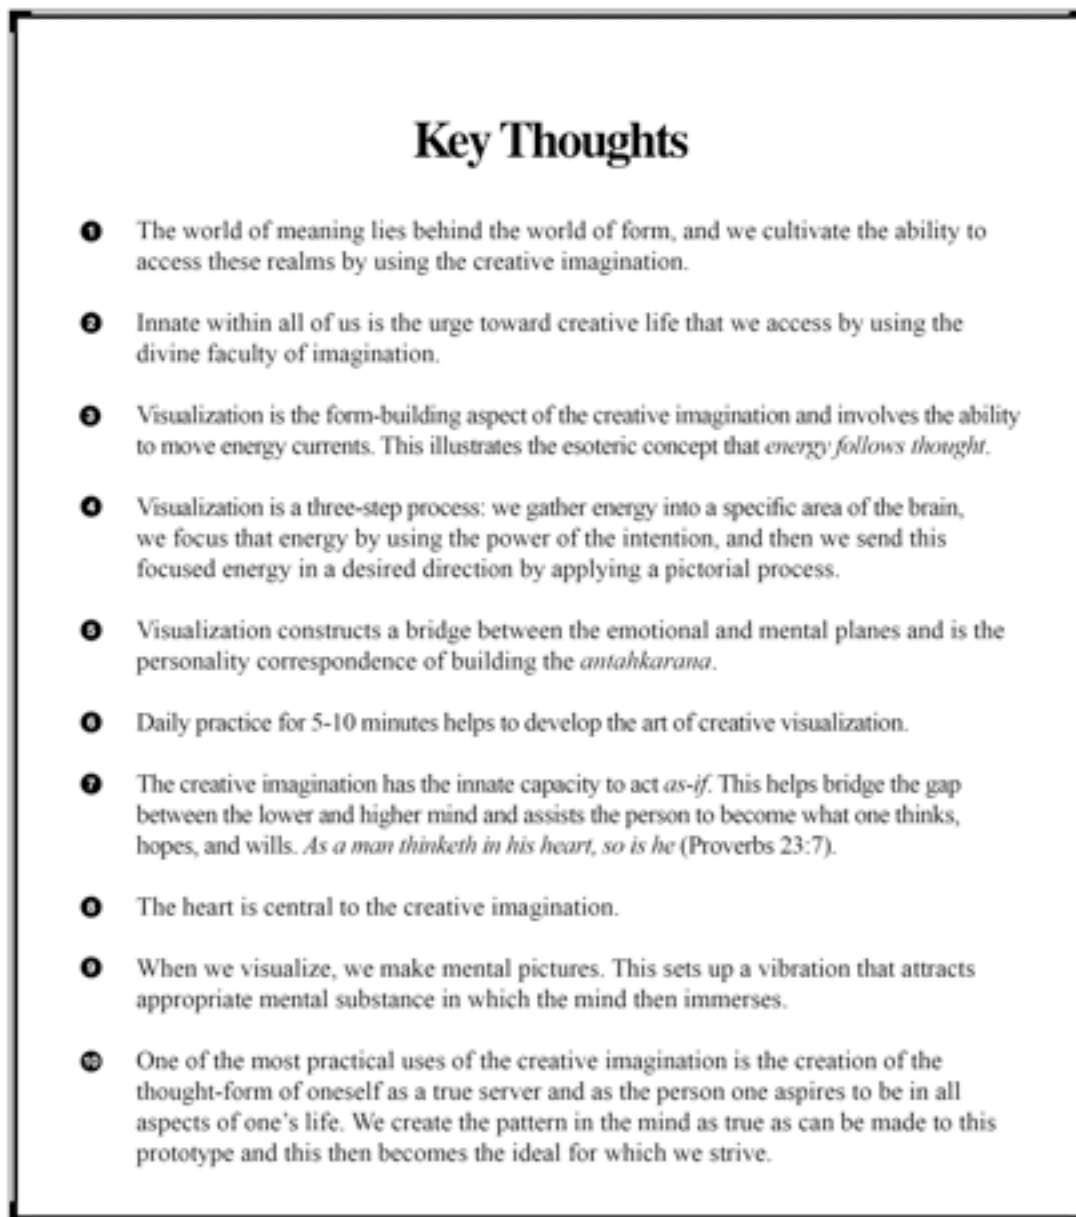 Key Thoughts
1 The world of meaning lies behind the world of form, and we cultivate the ability to
access these realms by using the creative imagination.
2 Innate within all of us is the urge toward creative life that we access by using the
divine faculty of imagination.
3 Visualization is the form-building aspect of the creative imagination and involves the ability
to move energy currents. This illustrates the esoteric concept that energy follows thought.
4 Visualization is a three-step process: we gather energy into a specific area of the brain,
we focus that energy by using the power of the intention, and then we send this
focused energy in a desired direction by applying a pictorial process.
5 Visualization constructs a bridge between the emotional and mental planes and is the
personality correspondence of building the antahkarana.
6 Daily practice for 5-10 minutes helps to develop the art of creative visualization.
7 The creative imagination has the innate capacity to act as-if. This helps bridge the gap
between the lower and higher mind and assists the person to become what one thinks,
hopes, and wills. As a man thinketh in his heart, so is he (Proverbs 23:7).
8 The heart is central to the creative imagination.
9 When we visualize, we make mental pictures. This sets up a vibration that attracts
appropriate mental substance in which the mind then immerses.
10 One of the most practical uses of the creative imagination is the creation of the
thought-form of oneself as a true server and as the person one aspires to be in all
aspects of one's life. We create the pattern in the mind as true as can be made to this
prototype and this then becomes the ideal for which we strive.